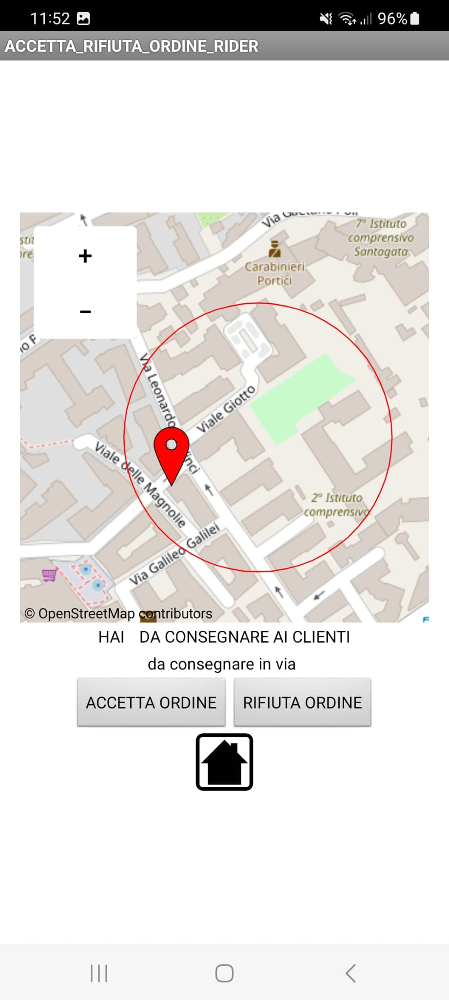 11:52
96%
ACCETTA_RIFIUTA_ORDINE_RIDER
Via
7° Istituto
comprensivo
Santagata
+
Carabinieri
Portici
−
Via Leonardo
Vinci
Viale Giotto
Viale delle Magnolie
2° Istituto
comprensivo
Via Galileo Galilei
© OpenStreetMap contributors
HAI DA CONSEGNARE AI CLIENTI
da consegnare in via
ACCETTA ORDINE
RIFIUTA ORDINE